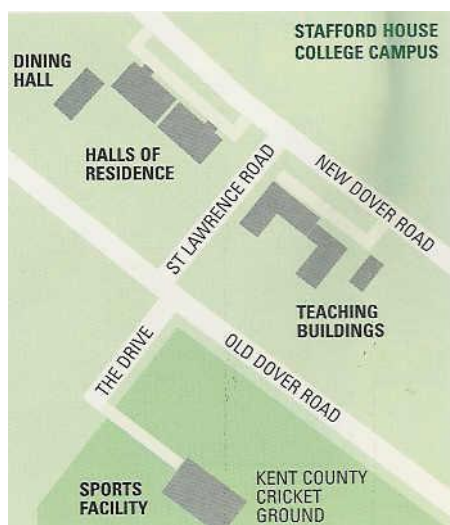 STAFFORD HOUSE
COLLEGE CAMPUS
DINING
HALL
HALLS OF
RESIDENCE
ST LAWRENCE ROAD
NEW DOVER ROAD
TEACHING
BUILDINGS
THE DRIVE
OLD DOVER ROAD
SPORTS
FACILITY
KENT COUNTY
CRICKET
GROUND